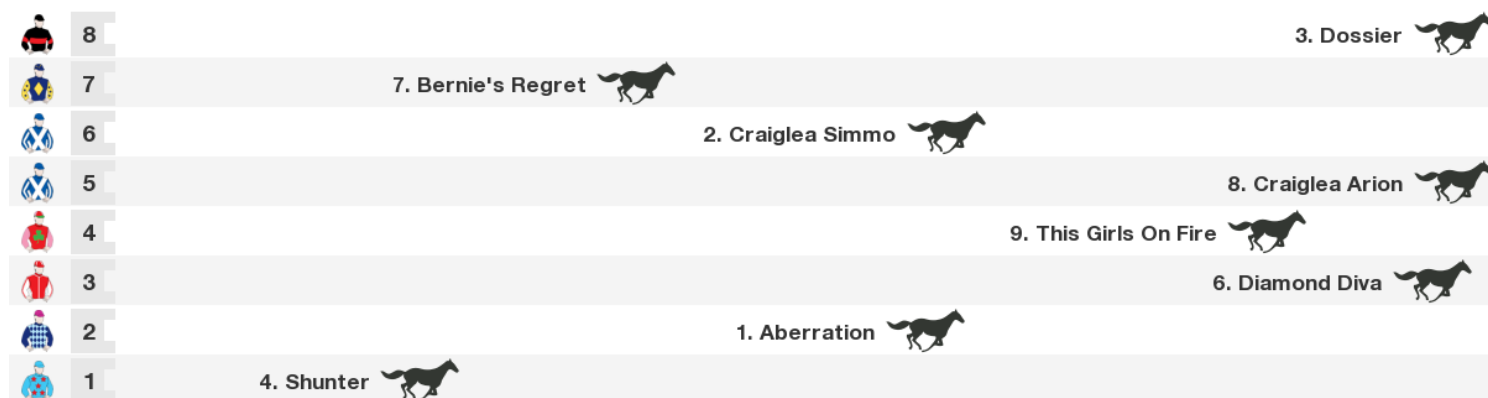 8 3. Dossier
7 7. Bernie's Regret
6 2. Craiglea Simmo
5 8. Craiglea Arion
4 9. This Girls On Fire
3 6. Diamond Diva
2 1. Aberration
1 4. Shunter